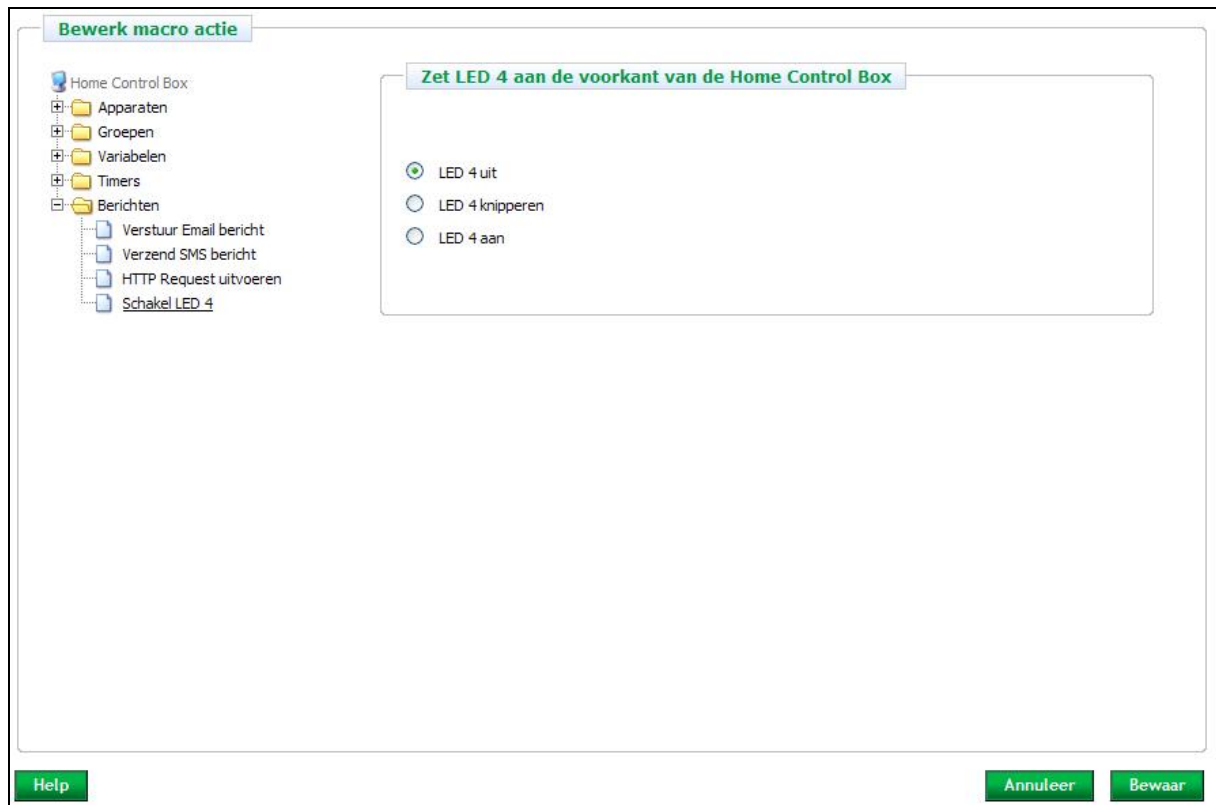 Bewerk macro actie
Home Control Box
Apparaten
Groepen
Variabelen
Timers
Berichten
Verstuur Email bericht
Verzend SMS bericht
HTTP Request uitvoeren
Schakel LED 4
Zet LED 4 aan de voorkant van de Home Control Box
LED 4 uit
LED 4 knipperen
LED 4 aan
Help
Annuleer
Bewaar